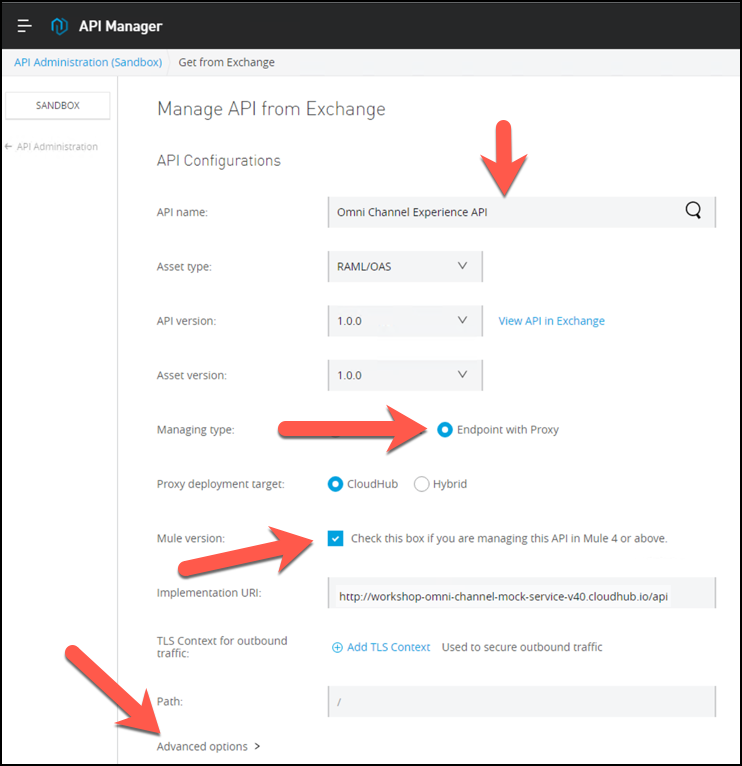 API Manager
API Administration (Sandbox) Get from Exchange
SANDBOX
← API Administration
Manage API from Exchange
API Configurations
API name: Omni Channel Experience API
Asset type: RAML/OAS
API version: 1.0.0 View API in Exchange
Asset version: 1.0.0
Managing type: Endpoint with Proxy
Proxy deployment target: CloudHub Hybrid
Mule version: Check this box if you are managing this API in Mule 4 or above.
Implementation URI: http://workshop-omni-channel-mock-service-v40.cloudhub.io/api
TLS Context for outbound
traffic: Add TLS Context Used to secure outbound traffic
Path: /
Advanced options >